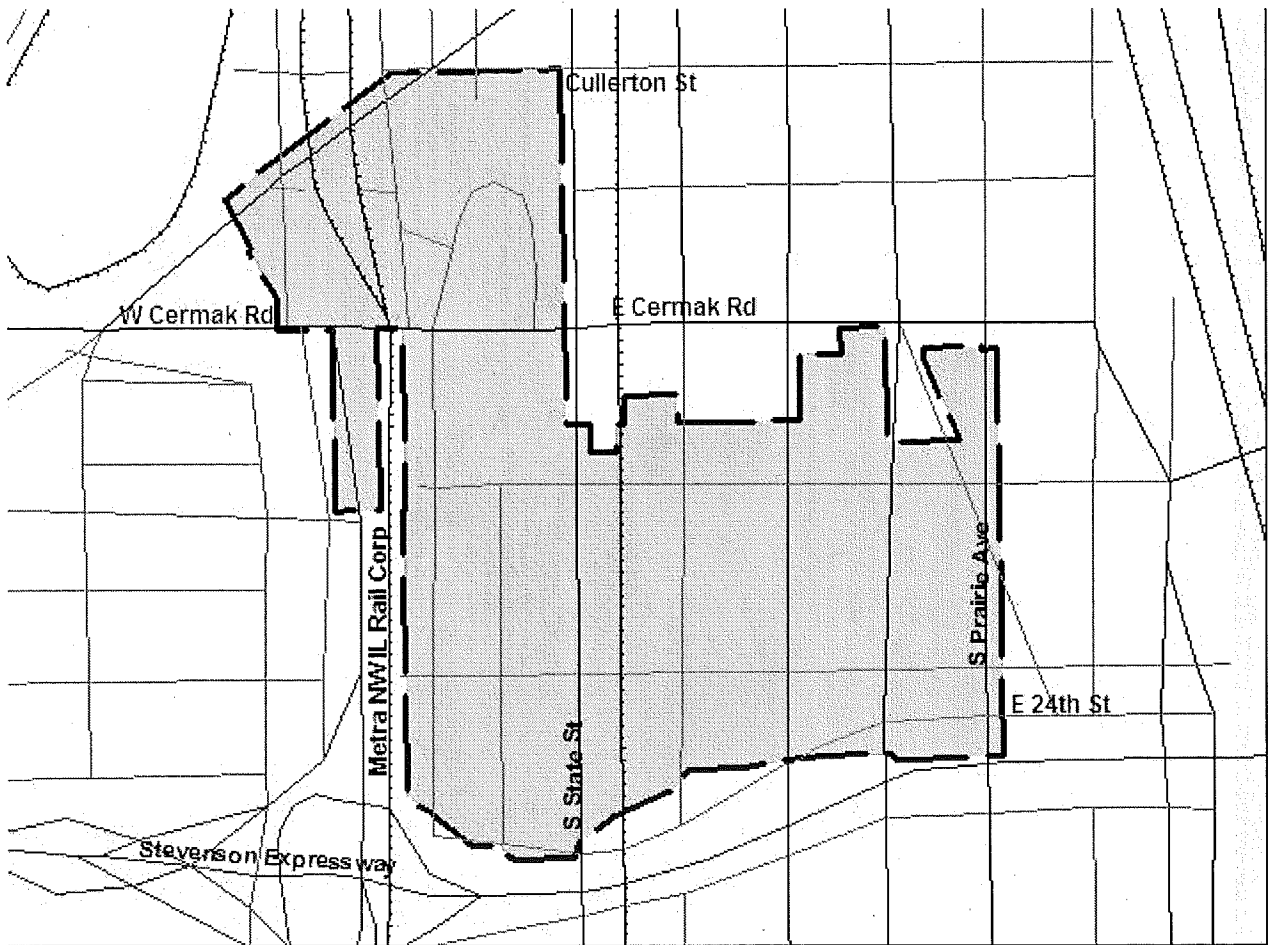 Cullerton St
W Cermak Rd
E Cermak Rd
Metra NWIL Rail Corp
S Prairie Ave
E 24th St
S State St
Stevenson Expressway